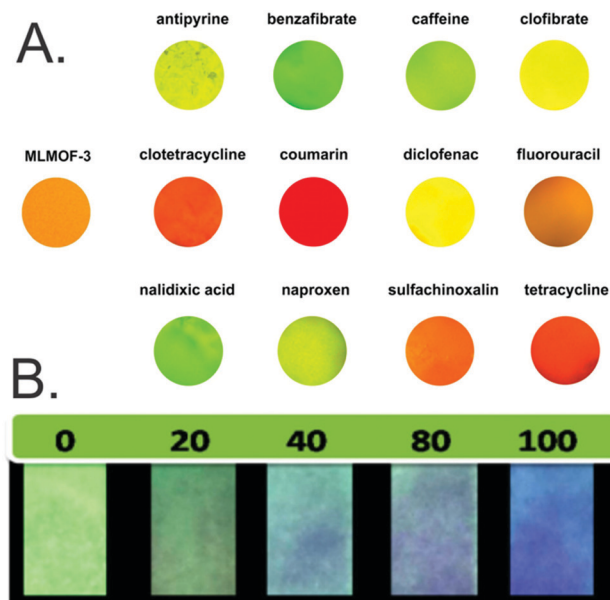 A.
antipyrine benzafibrate caffeine clofibrate
MLMOF-3 clotetracycline coumarin diclofenac fluorouracil
nalidixic acid naproxen sulfachinoxalin tetracycline
B.
0 20 40 80 100